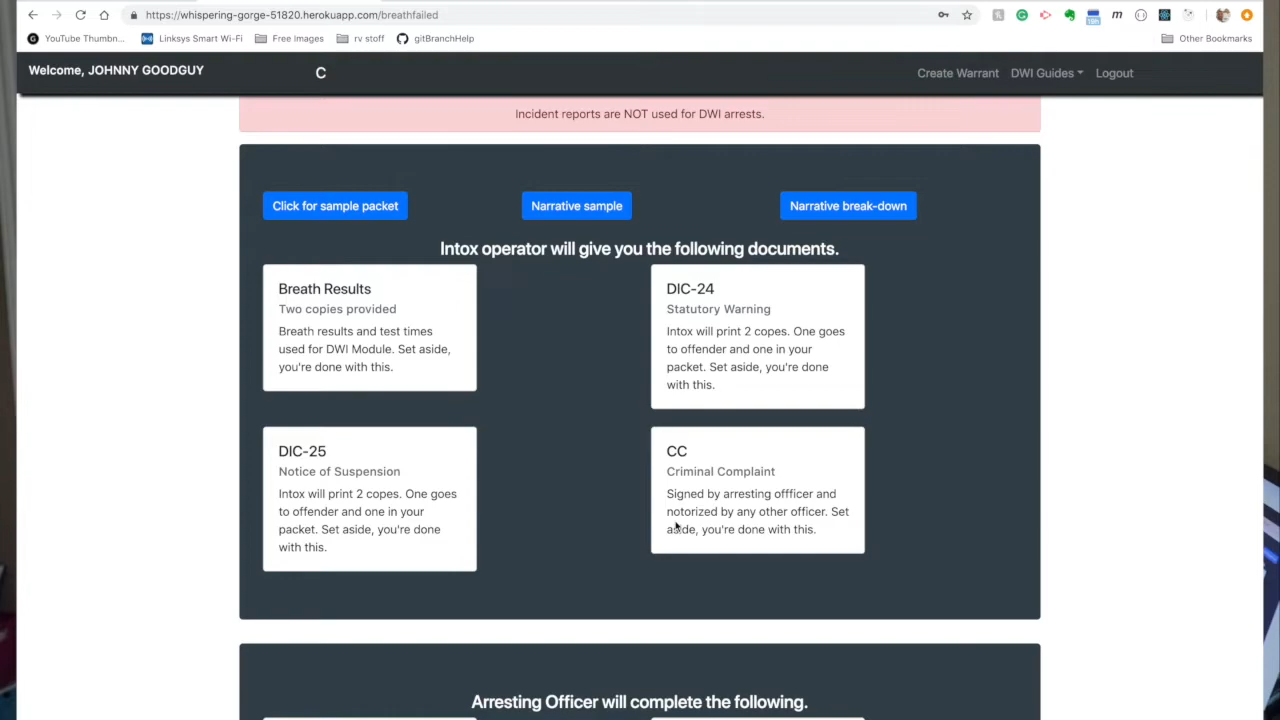 https://whispering-gorge-51820.herokuapp.com/breathfailed
YouTube Thumbn...
Linksys Smart Wi-Fi
Free Images
rv stoff
gitBranchHelp
Other Bookmarks
Welcome, JOHNNY GOODGUY
C
Create Warrant
DWI Guides
Logout
Incident reports are NOT used for DWI arrests.
Click for sample packet
Narrative sample
Narrative break-down
Intox operator will give you the following documents.
Breath Results
Two copies provided
Breath results and test times
used for DWI Module. Set aside,
you're done with this.
DIC-24
Statutory Warning
Intox will print 2 copies. One goes
to offender and one in your
packet. Set aside, you're done
with this.
DIC-25
Notice of Suspension
Intox will print 2 copies. One goes
to offender and one in your
packet. Set aside, you're done
with this.
CC
Criminal Complaint
Signed by arresting offficer and
notorized by any other officer. Set
aside, you're done with this.
Arresting Officer will complete the following.